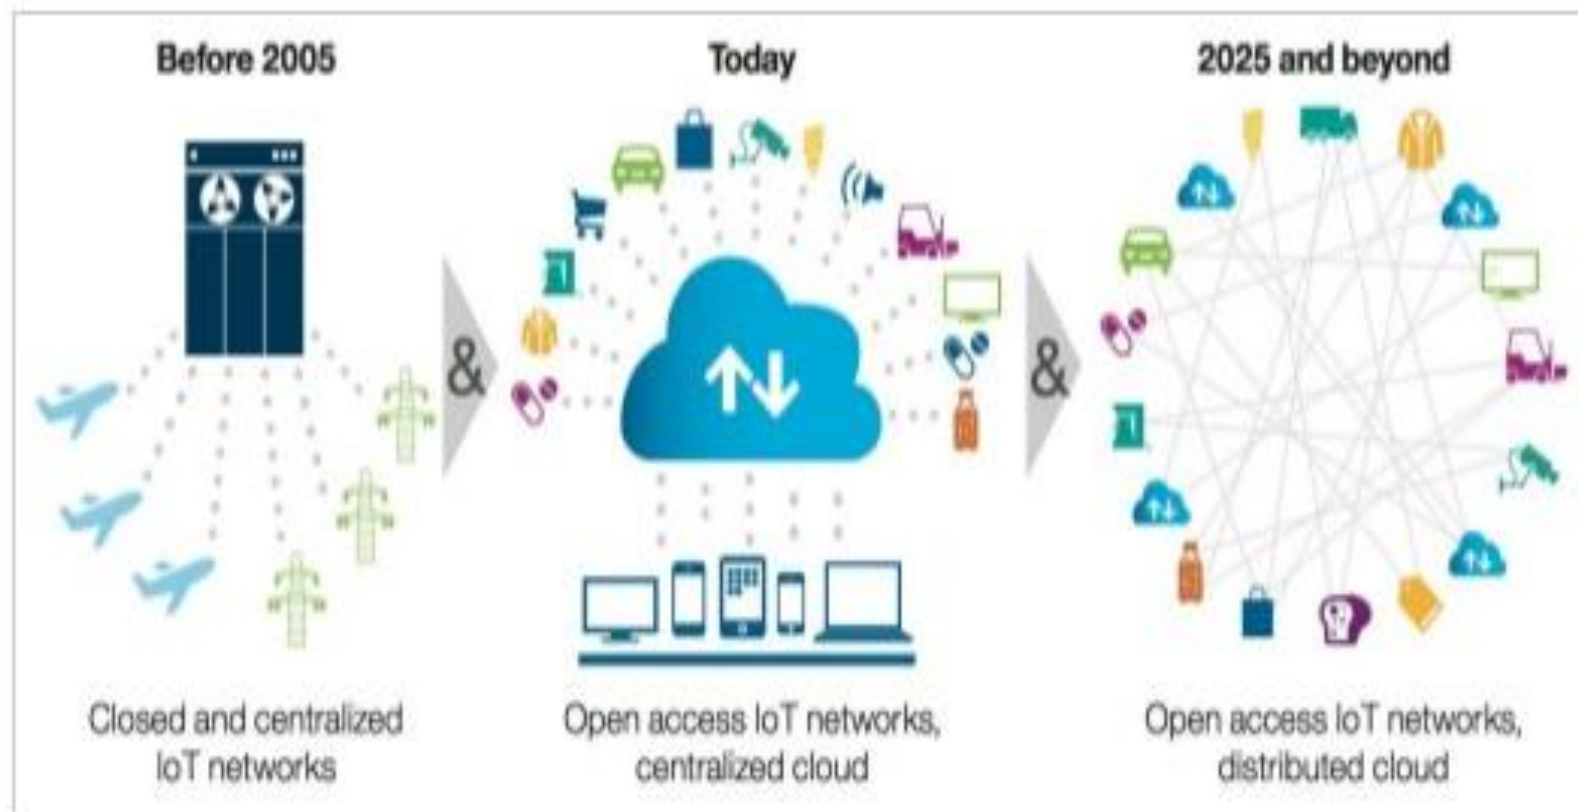 Before 2005
Today
2025 and beyond
&
&
Closed and centralized
IoT networks
Open access IoT networks,
centralized cloud
Open access IoT networks,
distributed cloud